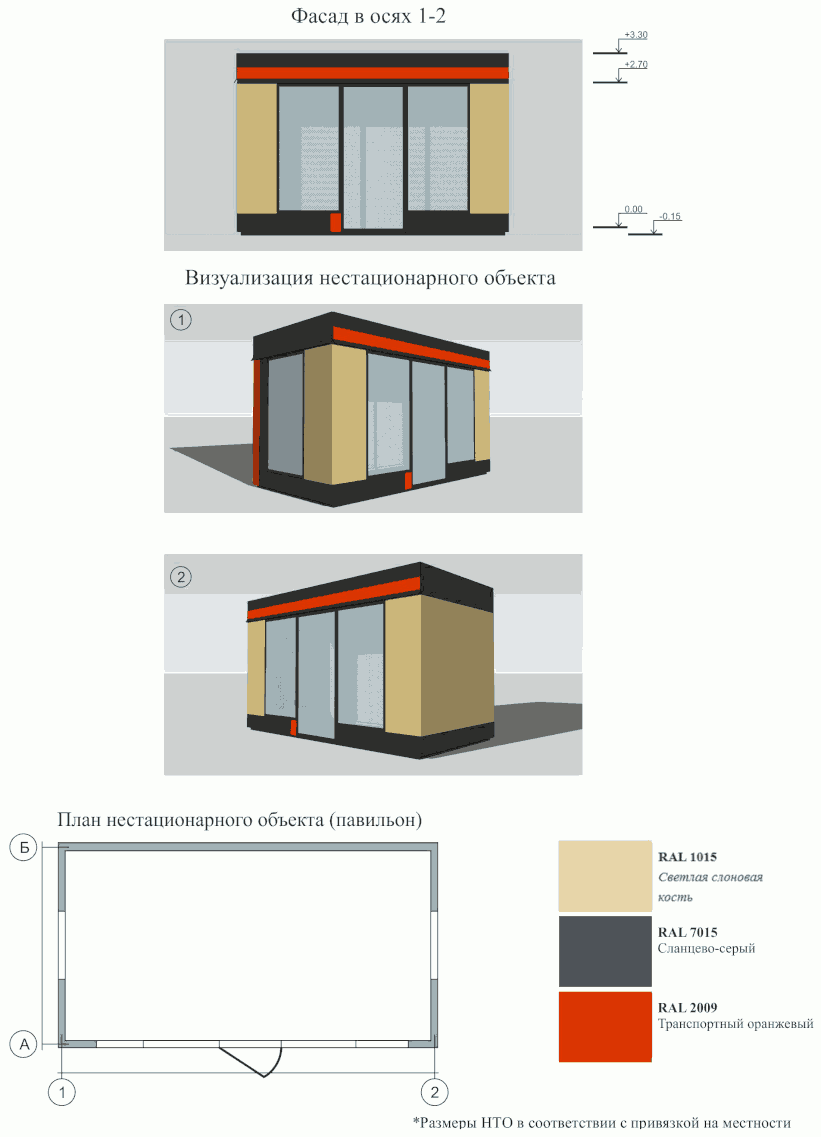 Фасад в осях 1-2
+3.30
+2.70
0.00
-0.15
Визуализация нестационарного объекта
1
2
План нестационарного объекта (павильон)
Б
А
1
2
RAL 1015
Светлая слоновая
кость
RAL 7015
Сланцево-серый
RAL 2009
Транспортный оранжевый
*Размеры НТО в соответствии с привязкой на местности